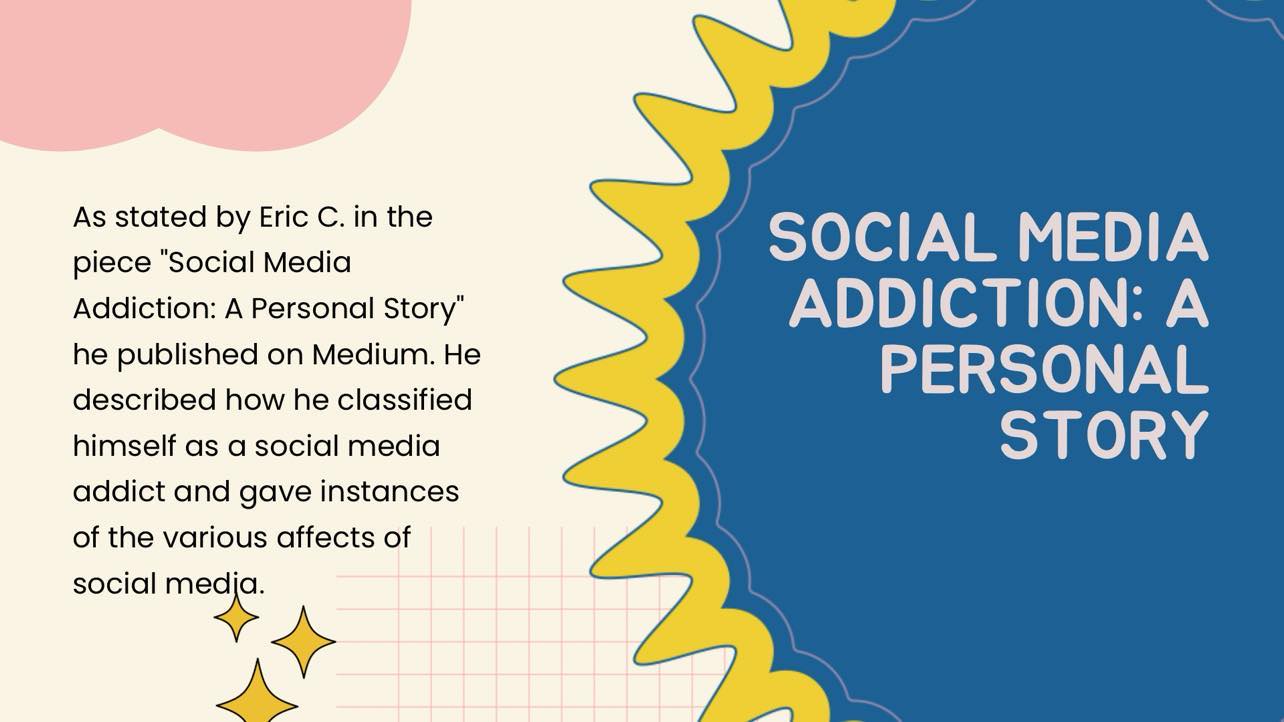 As stated by Eric C. in the
piece "Social Media
Addiction: A Personal Story"
he published on Medium. He
described how he classified
himself as a social media
addict and gave instances
of the various affects of
social media.
SOCIAL MEDIA
ADDICTION: A
PERSONAL
STORY